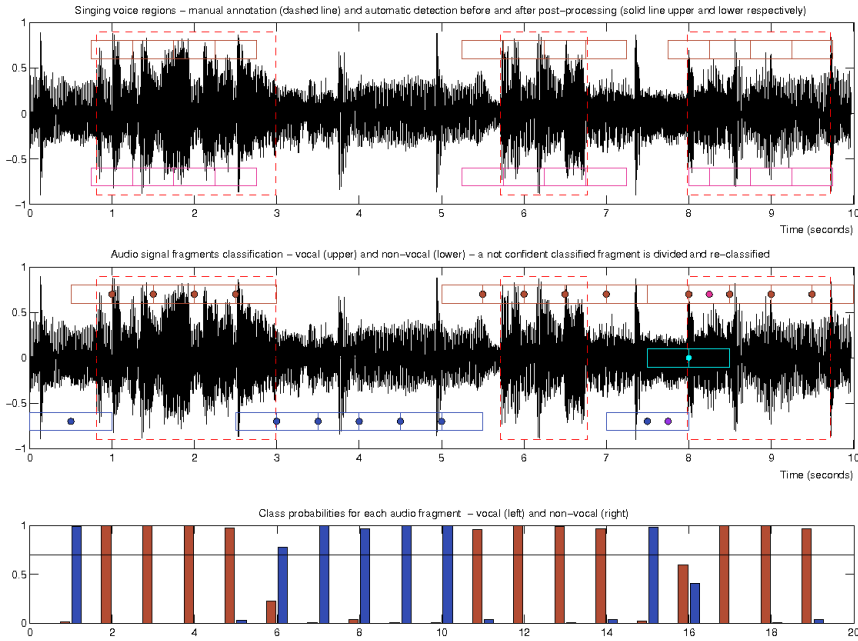 Singing voice regions – manual annotation (dashed line) and automatic detection before and after post–processing (solid line upper and lower respectively)
1
0.5
0
−0.5
−1
0 1 2 3 4 5 6 7 8 9 10
Time (seconds)
Audio signal fragments classification – vocal (upper) and non–vocal (lower) – a not confident classified fragment is divided and re–classified
1
0.5
0
−0.5
−1
0 1 2 3 4 5 6 7 8 9 10
Time (seconds)
Class probabilities for each audio fragment – vocal (left) and non–vocal (right)
1
0.5
0
0 2 4 6 8 10 12 14 16 18 20